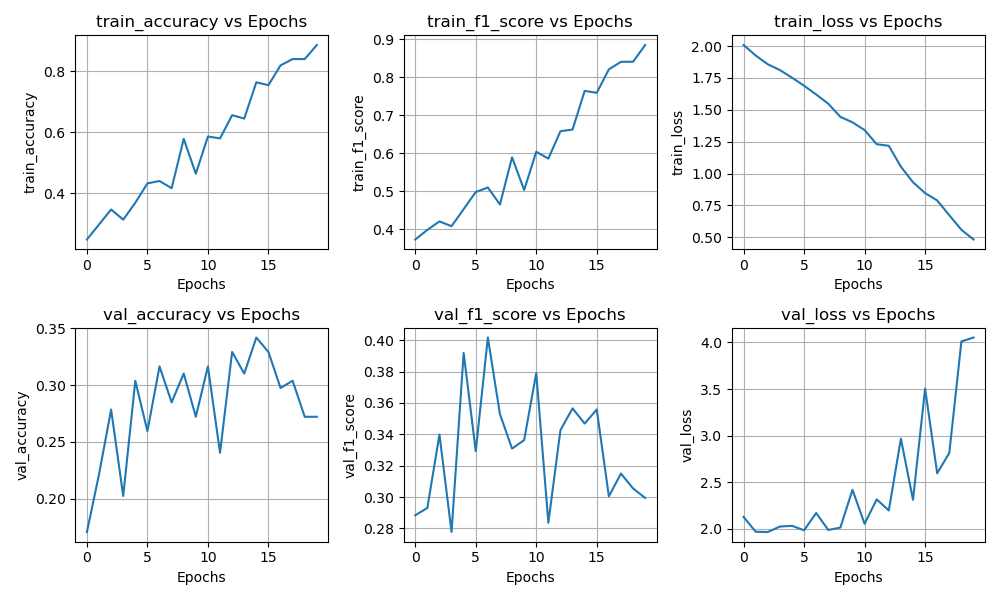 train_accuracy vs Epochs
train_accuracy
0.8
0.6
0.4
0 5 10 15
Epochs
train_f1_score vs Epochs
train_f1_score
0.9
0.8
0.7
0.6
0.5
0.4
0 5 10 15
Epochs
train_loss vs Epochs
train_loss
2.00
1.75
1.50
1.25
1.00
0.75
0.50
0 5 10 15
Epochs
val_accuracy vs Epochs
val_accuracy
0.35
0.30
0.25
0.20
0 5 10 15
Epochs
val_f1_score vs Epochs
val_f1_score
0.40
0.38
0.36
0.34
0.32
0.30
0.28
0 5 10 15
Epochs
val_loss vs Epochs
val_loss
4.0
3.5
3.0
2.5
2.0
0 5 10 15
Epochs